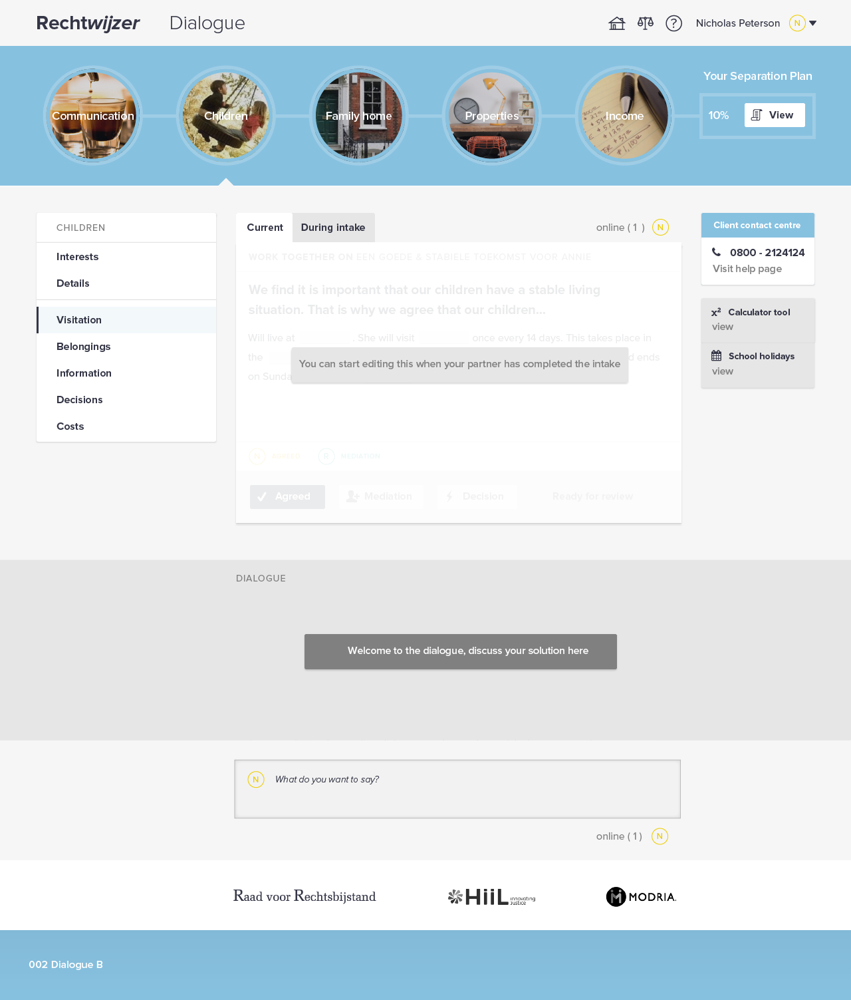 Rechtwijzer Dialogue
Nicholas Peterson N
Communication
Children
Family home
Properties
Income
Your Separation Plan
10% View
CHILDREN
Interests
Details
Visitation
Belongings
Information
Decisions
Costs
Current During intake
online ( 1 ) N
WORK TOGETHER ON EEN GOEDE & STABIELE TOEKOMST VOOR ANNIE
We find it is important that our children have a stable living
situation. That is why we agree that our children...
Will live at . She will visit once every 14 days. This takes place in
the d ends
on Sunda
You can start editing this when your partner has completed the intake
N AGREED R MEDIATION
Agreed Mediation Decision Ready for review
Client contact centre
0800 - 2124124
Visit help page
x² Calculator tool
view
School holidays
view
DIALOGUE
Welcome to the dialogue, discuss your solution here
N What do you want to say?
online ( 1 ) N
Raad voor Rechtsbijstand
HiiL innovating justice
MODRIA.
002 Dialogue B